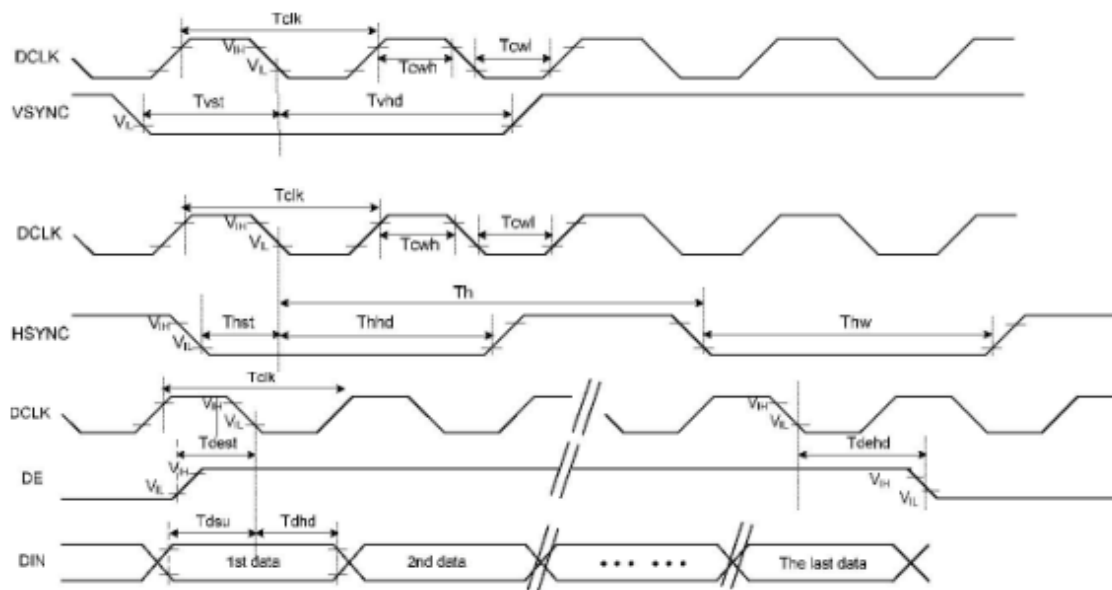 Tclk
DCLK
VIH
VIL
Tcwh
Tcwl
VSYNC
VIL
Tvst
Tvhd
Tclk
DCLK
VIH
VIL
Tcwh
Tcwl
Th
HSYNC
VIH
VIL
Thst
Thhd
Thw
Tclk
DCLK
VIH
VIL
VIH
VIL
Tdest
Tdehd
DE
VIH
VIL
VIH
VIL
Tdsu
Tdhd
DIN
1st data
2nd data
The last data